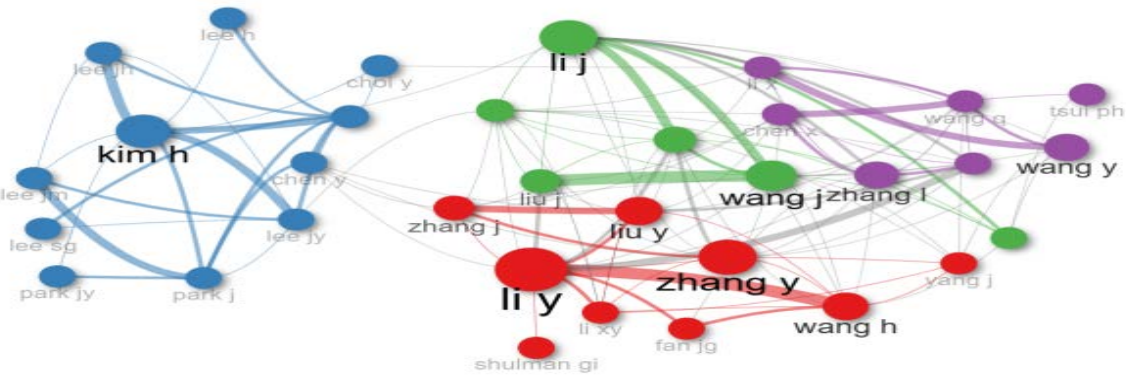 lee h
li j
lee jh
choi y
li x
tsui ph
wang q
chen x
kim h
wang y
chen y
zhang l
wang j
lee jm
liu j
zhang j
liu y
lee jy
lee sg
yang j
zhang y
park jy
park j
li y
wang h
li xy
fan jg
shulman gi